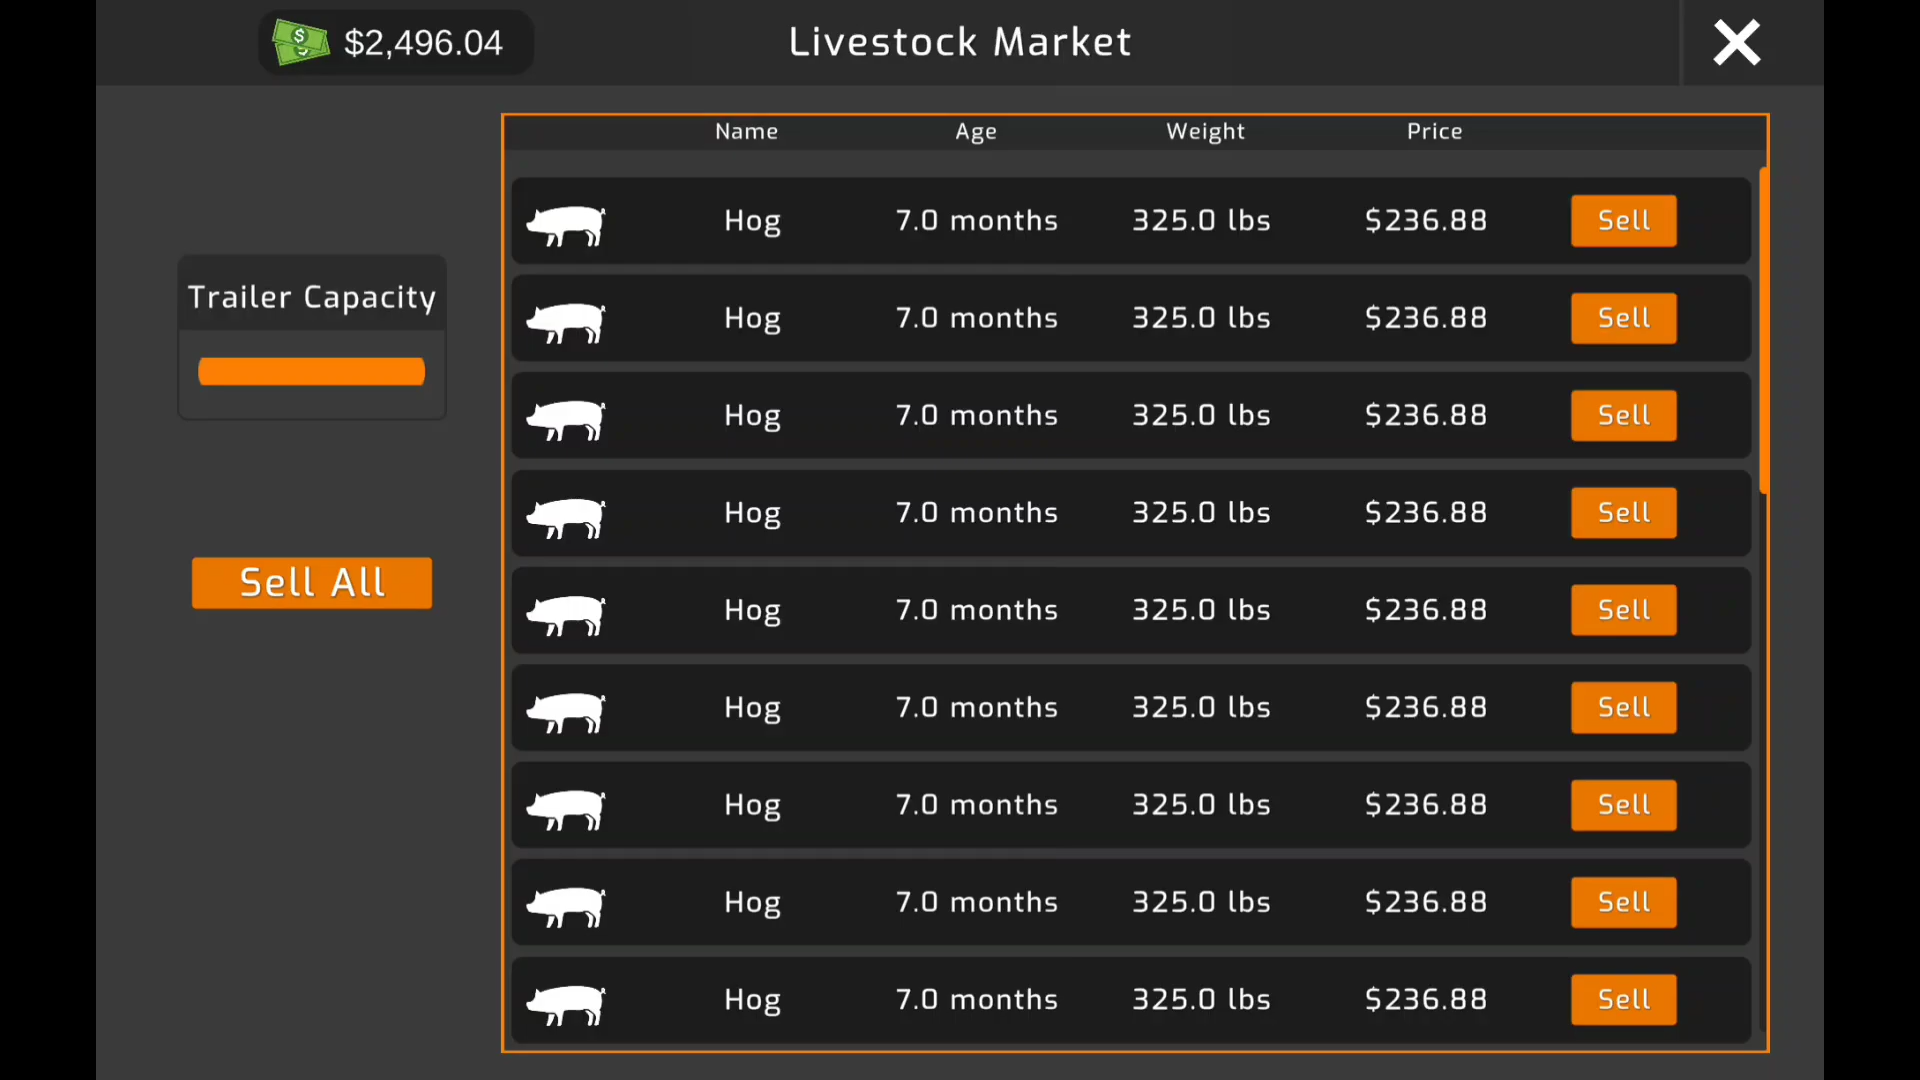 $2,496.04
Livestock Market
Name Age Weight Price
Hog 7.0 months 325.0 lbs $236.88 Sell
Hog 7.0 months 325.0 lbs $236.88 Sell
Trailer Capacity
Hog 7.0 months 325.0 lbs $236.88 Sell
Hog 7.0 months 325.0 lbs $236.88 Sell
Sell All
Hog 7.0 months 325.0 lbs $236.88 Sell
Hog 7.0 months 325.0 lbs $236.88 Sell
Hog 7.0 months 325.0 lbs $236.88 Sell
Hog 7.0 months 325.0 lbs $236.88 Sell
Hog 7.0 months 325.0 lbs $236.88 Sell